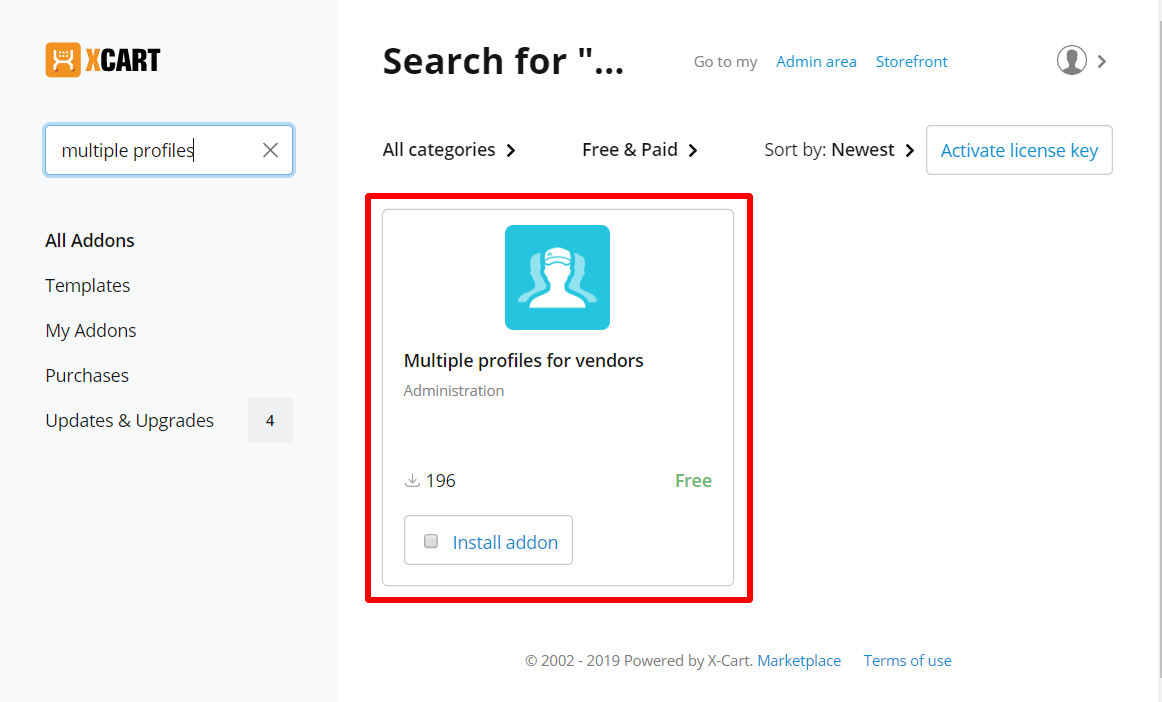 XCART
multiple profiles
All Addons
Templates
My Addons
Purchases
Updates & Upgrades 4
Search for "...
Go to my Admin area Storefront
All categories Free & Paid Sort by: Newest Activate license key
Multiple profiles for vendors
Administration
196 Free
Install addon
© 2002 - 2019 Powered by X-Cart. Marketplace Terms of use